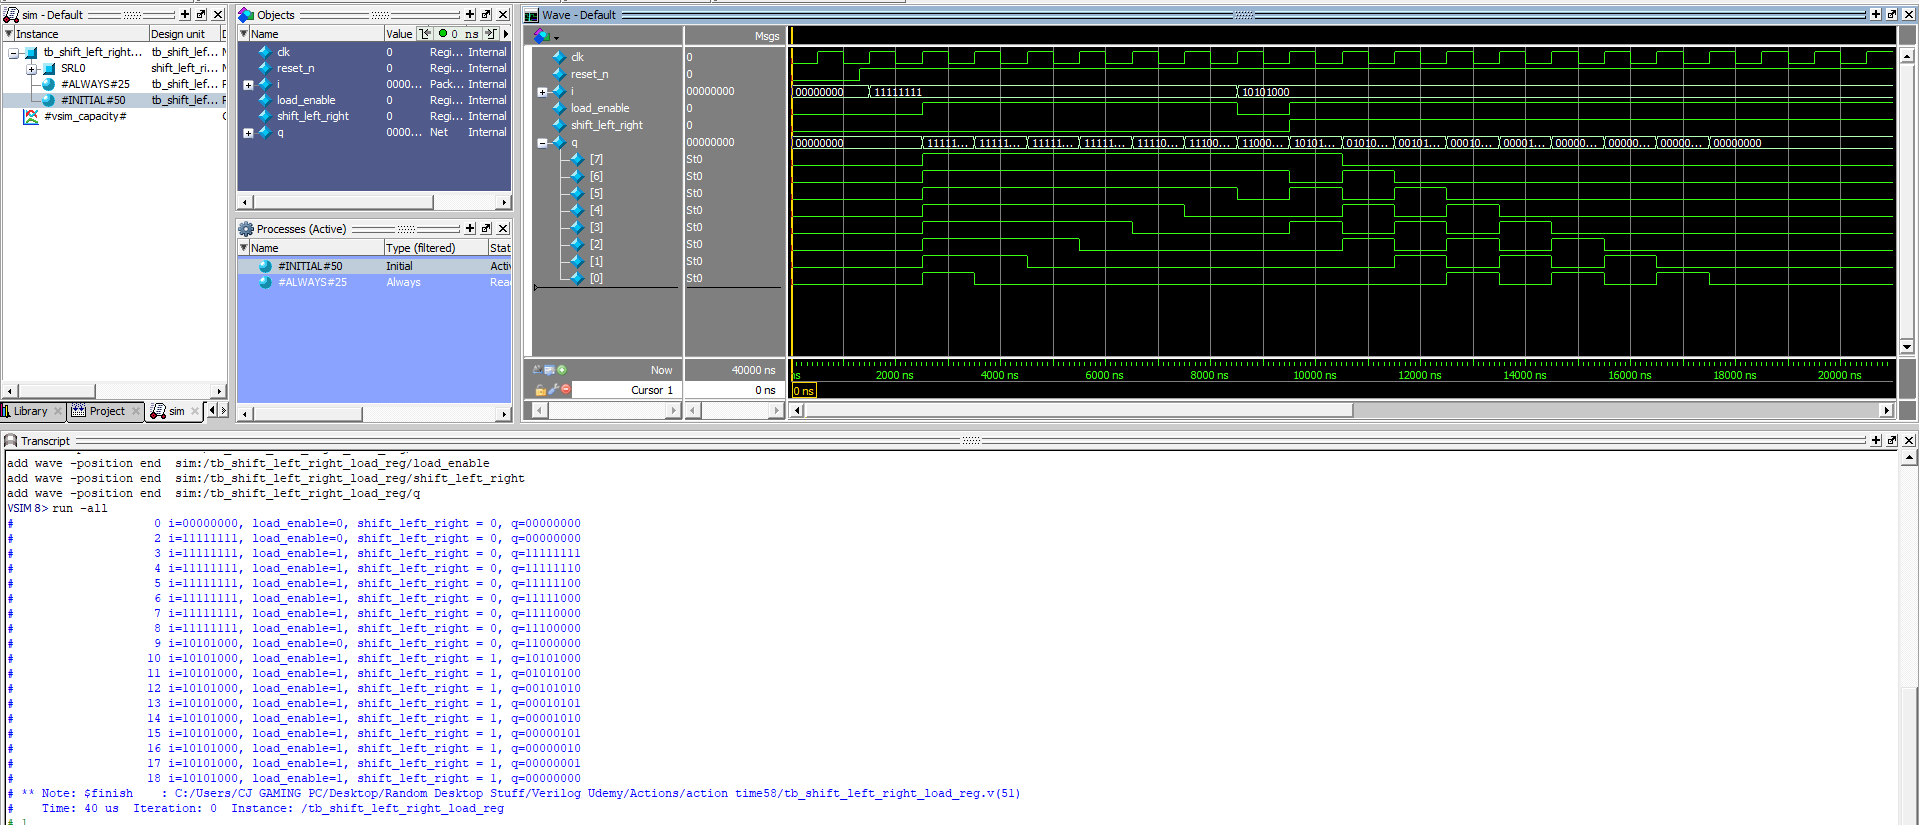 sim - Default
Instance Design unit
tb_shift_left_right... tb_shift_lef...
SRL0 shift_left_ri...
#ALWAYS#25 tb_shift_lef...
#INITIAL#50 tb_shift_lef...
#vsim_capacity#
Library Project sim
Objects
Name Value 0 ns
clk 0 Regi... Internal
reset_n 0 Regi... Internal
i 0000... Pack... Internal
load_enable 0 Regi... Internal
shift_left_right 0 Regi... Internal
q 0000... Net Internal
Processes (Active)
Name Type (filtered) Stat
#INITIAL#50 Initial Activ
#ALWAYS#25 Always Read
Wave - Default
Msgs
clk 0
reset_n 0
i 00000000 00000000 11111111 10101000
load_enable 0
shift_left_right 0
q 00000000 00000000 11111... 11111... 11111... 11111... 11110... 11100... 11000... 10101... 01010... 00101... 00010... 00001... 00000... 00000... 00000... 00000000
[7] St0
[6] St0
[5] St0
[4] St0
[3] St0
[2] St0
[1] St0
[0] St0
Now 40000 ns ns 2000 ns 4000 ns 6000 ns 8000 ns 10000 ns 12000 ns 14000 ns 16000 ns 18000 ns 20000 ns
Cursor 1 0 ns 0 ns
Transcript
add wave -position end  sim:/tb_shift_left_right_load_reg/load_enable
add wave -position end  sim:/tb_shift_left_right_load_reg/shift_left_right
add wave -position end  sim:/tb_shift_left_right_load_reg/q
VSIM 8> run -all
# 0 i=00000000, load_enable=0, shift_left_right = 0, q=00000000
# 2 i=11111111, load_enable=0, shift_left_right = 0, q=00000000
# 3 i=11111111, load_enable=1, shift_left_right = 0, q=11111111
# 4 i=11111111, load_enable=1, shift_left_right = 0, q=11111110
# 5 i=11111111, load_enable=1, shift_left_right = 0, q=11111100
# 6 i=11111111, load_enable=1, shift_left_right = 0, q=11111000
# 7 i=11111111, load_enable=1, shift_left_right = 0, q=11110000
# 8 i=11111111, load_enable=1, shift_left_right = 0, q=11100000
# 9 i=10101000, load_enable=0, shift_left_right = 0, q=11000000
# 10 i=10101000, load_enable=1, shift_left_right = 1, q=10101000
# 11 i=10101000, load_enable=1, shift_left_right = 1, q=01010100
# 12 i=10101000, load_enable=1, shift_left_right = 1, q=00101010
# 13 i=10101000, load_enable=1, shift_left_right = 1, q=00010101
# 14 i=10101000, load_enable=1, shift_left_right = 1, q=00001010
# 15 i=10101000, load_enable=1, shift_left_right = 1, q=00000101
# 16 i=10101000, load_enable=1, shift_left_right = 1, q=00000010
# 17 i=10101000, load_enable=1, shift_left_right = 1, q=00000001
# 18 i=10101000, load_enable=1, shift_left_right = 1, q=00000000
# ** Note: $finish    : C:/Users/CJ GAMING PC/Desktop/Random Desktop Stuff/Verilog Udemy/Actions/action time58/tb_shift_left_right_load_reg.v(51)
#    Time: 40 us  Iteration: 0  Instance: /tb_shift_left_right_load_reg
# 1